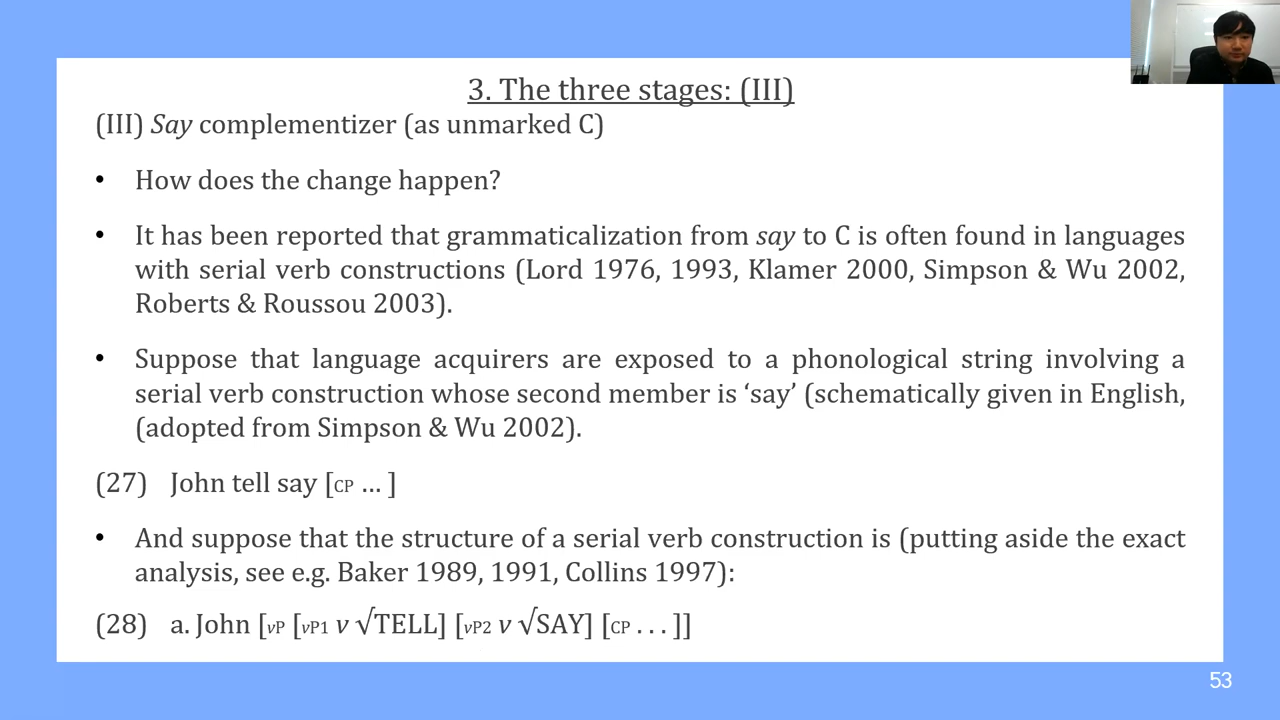 3. The three stages: (III)
(III) Say complementizer (as unmarked C)
• How does the change happen?
• It has been reported that grammaticalization from say to C is often found in languages
with serial verb constructions (Lord 1976, 1993, Klamer 2000, Simpson & Wu 2002,
Roberts & Roussou 2003).
• Suppose that language acquirers are exposed to a phonological string involving a
serial verb construction whose second member is ‘say’ (schematically given in English,
(adopted from Simpson & Wu 2002).
(27) John tell say [CP … ]
• And suppose that the structure of a serial verb construction is (putting aside the exact
analysis, see e.g. Baker 1989, 1991, Collins 1997):
(28) a. John [vP [vP1 v √TELL] [vP2 v √SAY] [CP . . . ]]
53